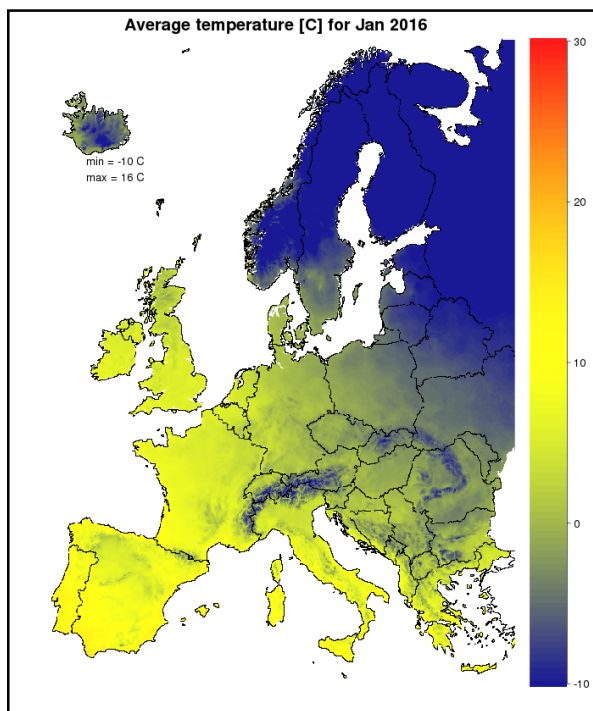 Average temperature [C] for Jan 2016
min = -10 C
max = 16 C
30
20
10
0
-10